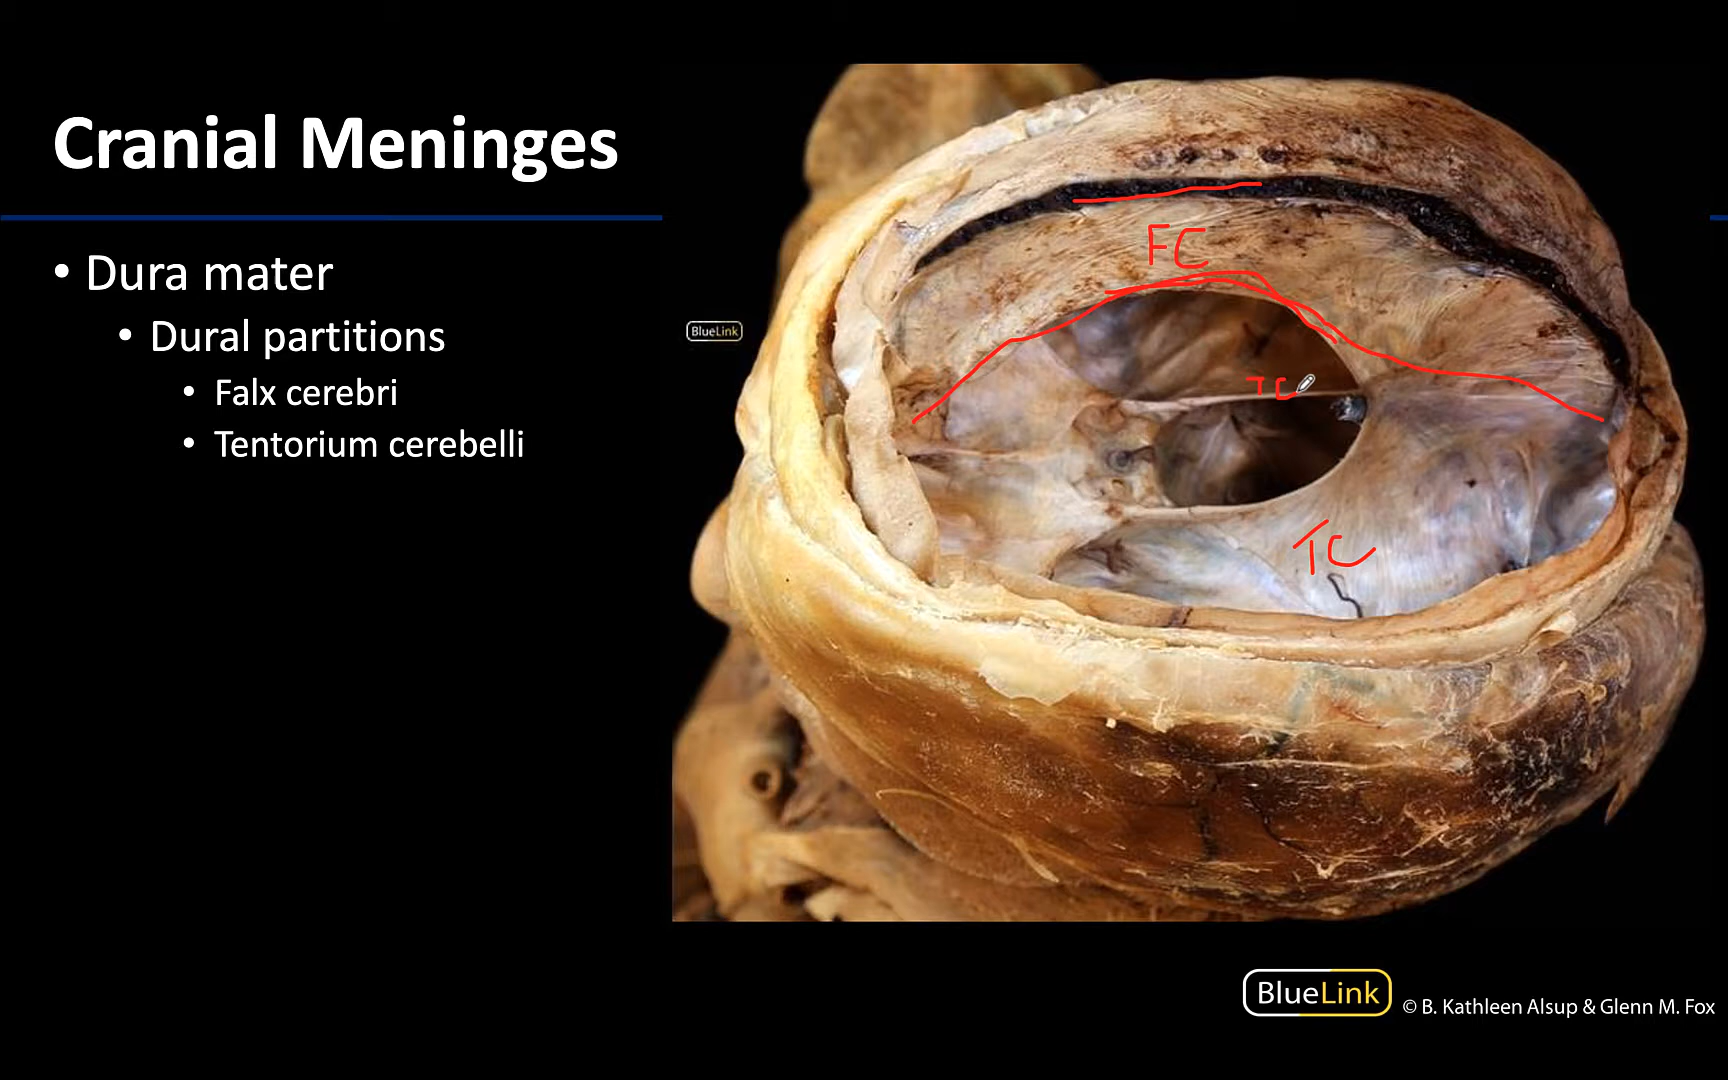 Cranial Meninges
• Dura mater
• Dural partitions
• Falx cerebri
• Tentorium cerebelli
BlueLink
FC
TC
TC
BlueLink
© B. Kathleen Alsup & Glenn M. Fox